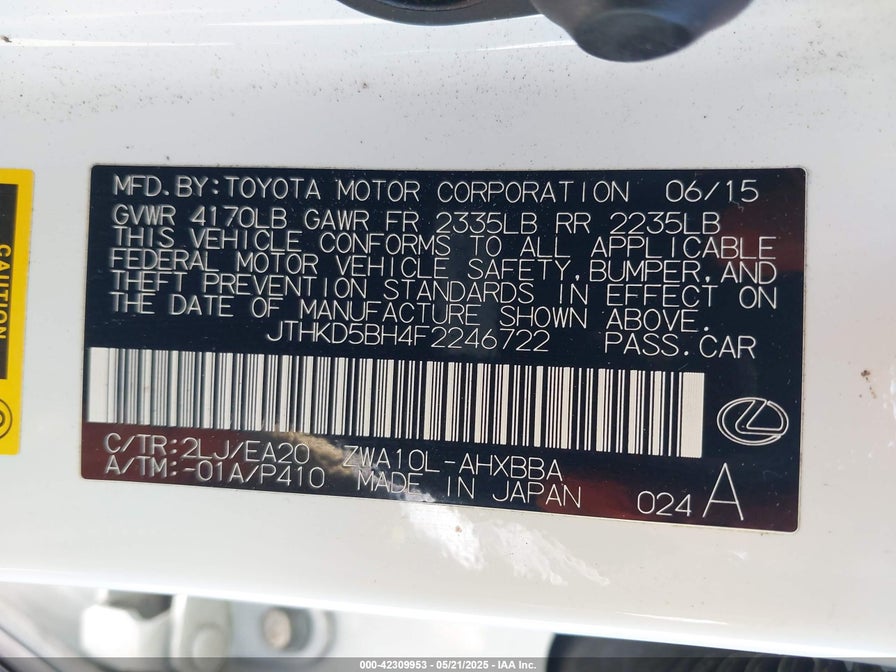 MFD.BY:TOYOTA MOTOR CORPORATION 06/15
GVWR 4170LB GAWR FR 2335LB RR 2235LB
THIS VEHICLE CONFORMS TO ALL APPLICABLE
FEDERAL MOTOR VEHICLE SAFETY, BUMPER, AND
THEFT PREVENTION STANDARDS IN EFFECT ON
THE DATE OF MANUFACTURE SHOWN ABOVE.
JTHKD5BH4F2246722 PASS.CAR
C/TR:2LJ/EA20 ZWA10L-AHXBBA
A/TM:-01A/P410 MADE IN JAPAN 024 A
CAUTION
000-42309953 - 05/21/2025 - IAA Inc.